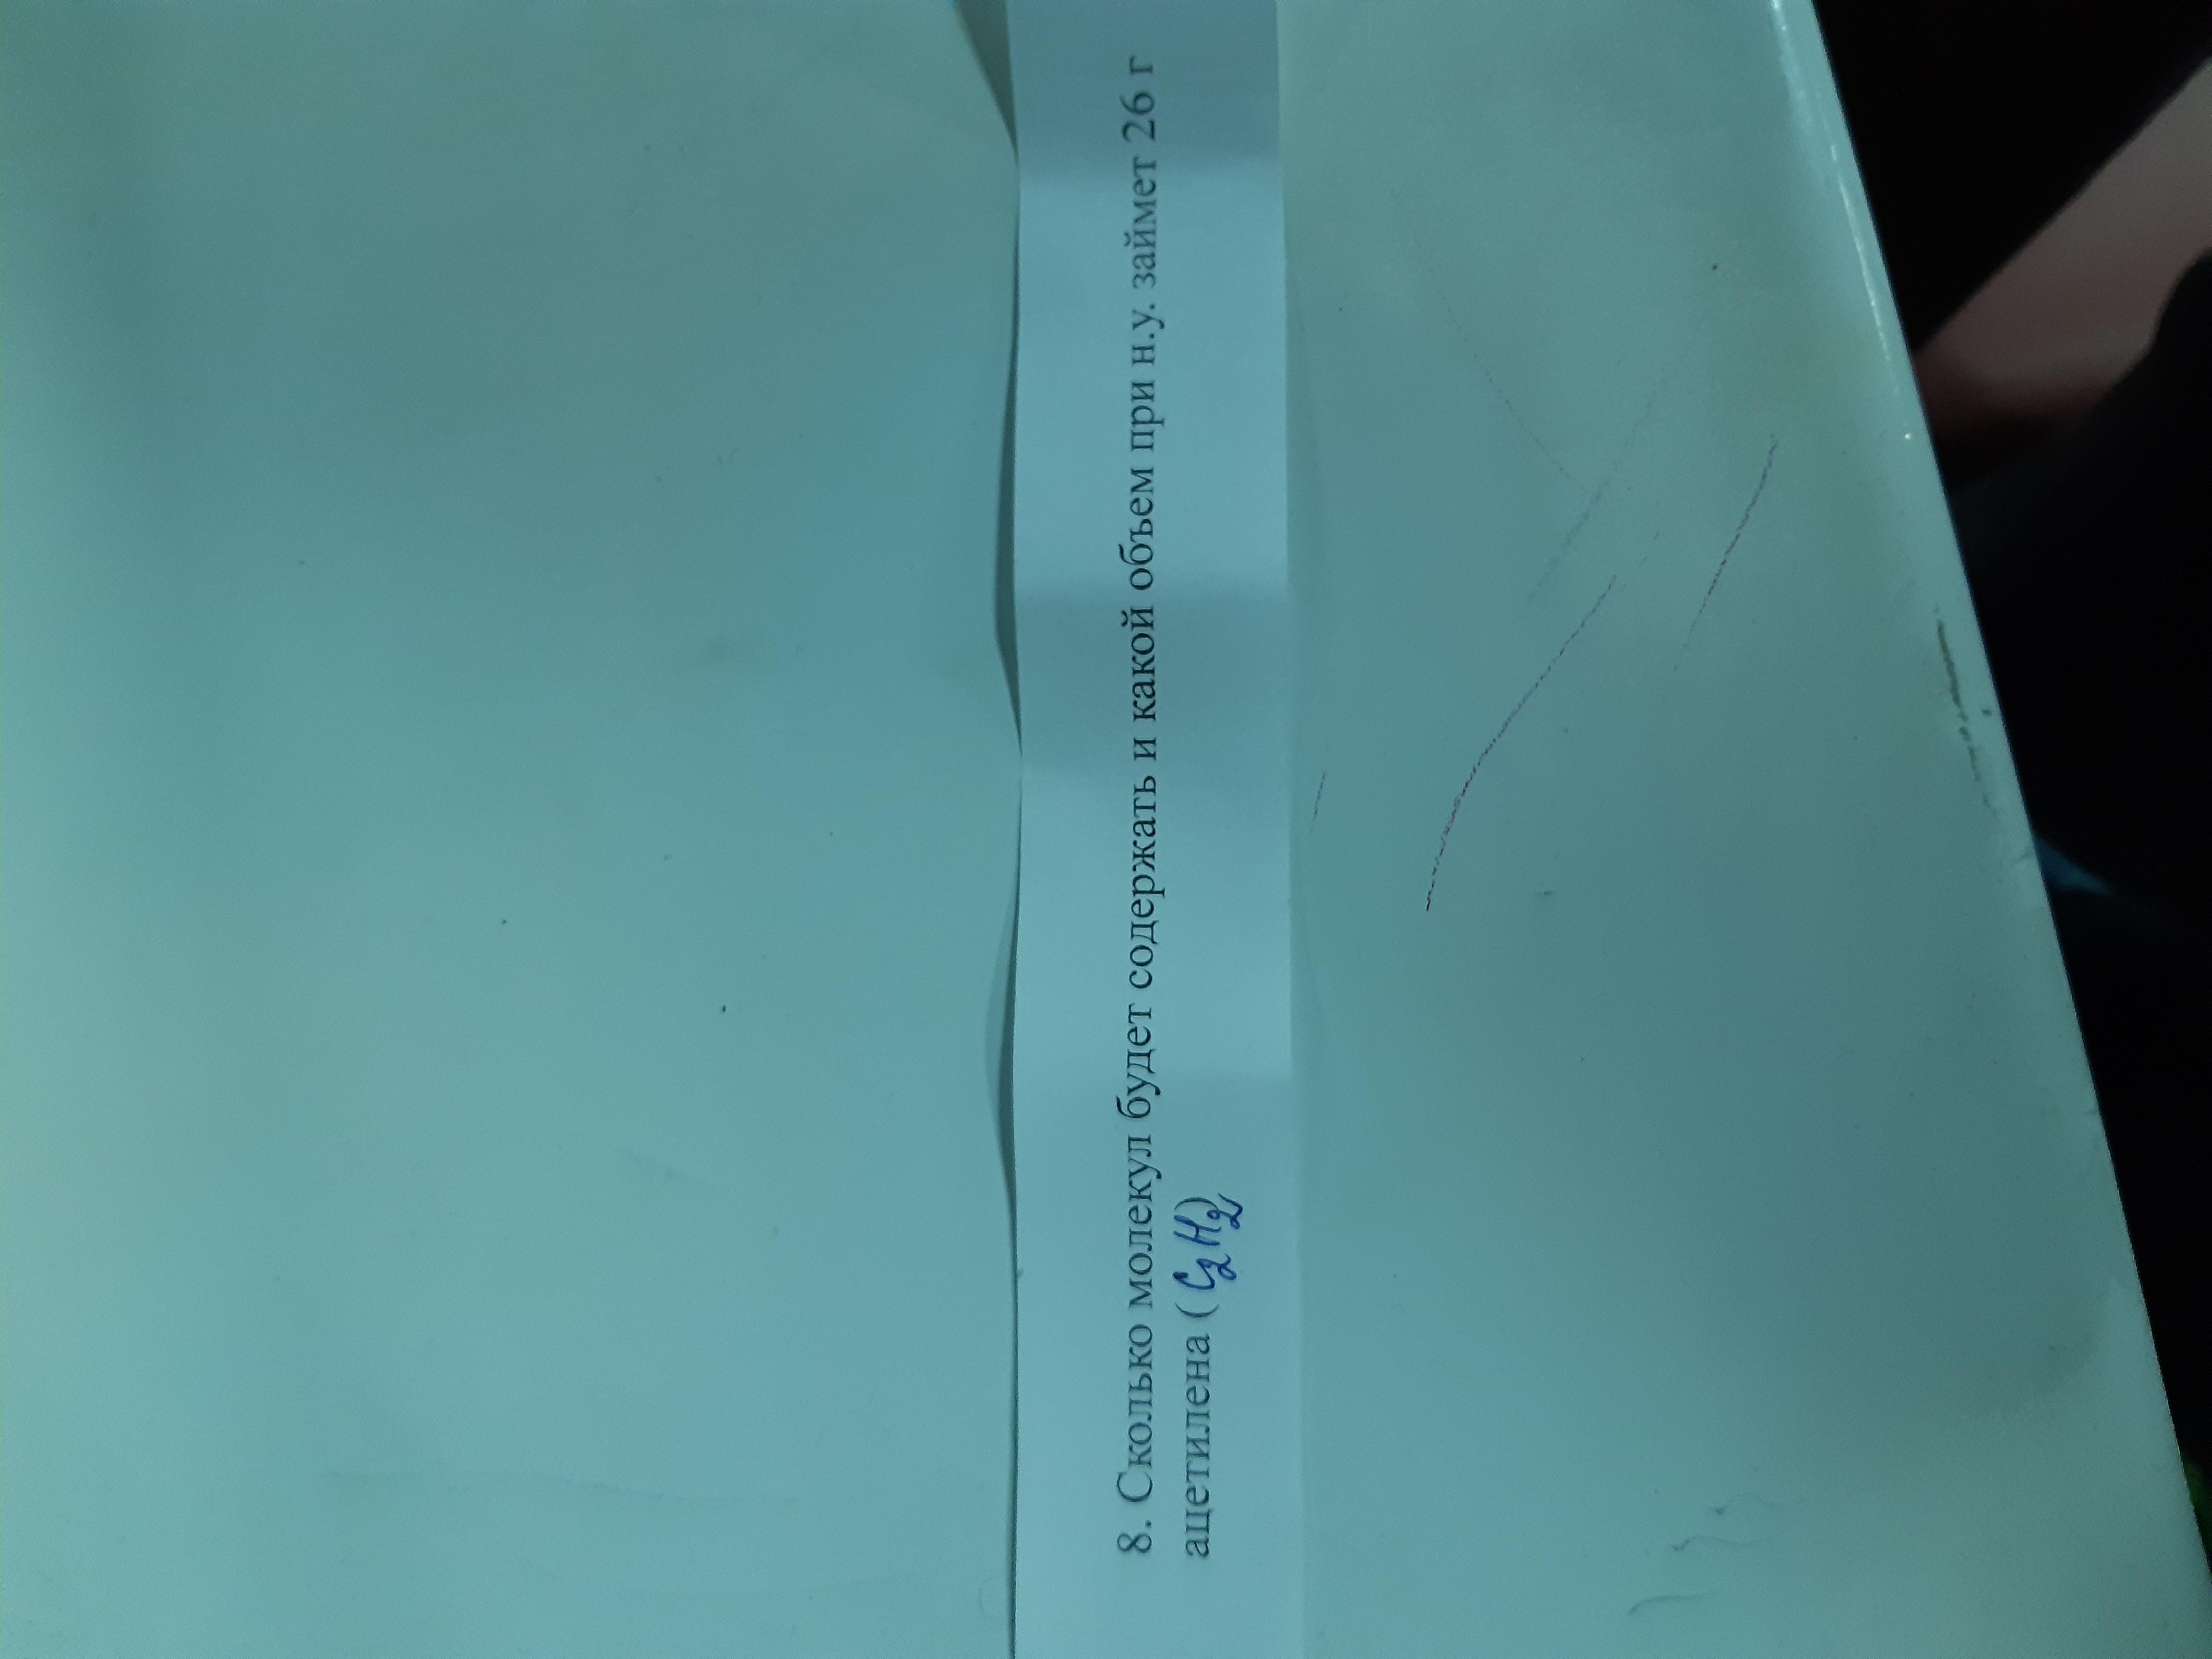 8. Сколько молекул будет содержать и какой объем при н.у. займет 26 г
ацетилена (C₂H₂)